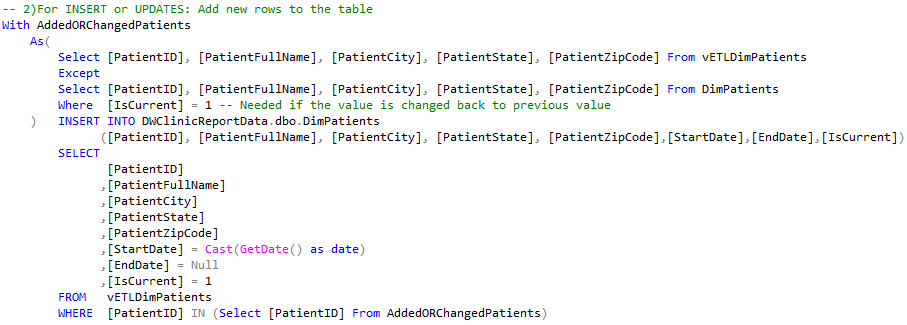 -- 2)For INSERT or UPDATES: Add new rows to the table
With AddedORChangedPatients
As(
Select [PatientID], [PatientFullName], [PatientCity], [PatientState], [PatientZipCode] From vETLDimPatients
Except
Select [PatientID], [PatientFullName], [PatientCity], [PatientState], [PatientZipCode] From DimPatients
Where [IsCurrent] = 1 -- Needed if the value is changed back to previous value
) INSERT INTO DWClinicReportData.dbo.DimPatients
([PatientID], [PatientFullName], [PatientCity], [PatientState], [PatientZipCode],[StartDate],[EndDate],[IsCurrent])
SELECT
[PatientID]
,[PatientFullName]
,[PatientCity]
,[PatientState]
,[PatientZipCode]
,[StartDate] = Cast(GetDate() as date)
,[EndDate] = Null
,[IsCurrent] = 1
FROM vETLDimPatients
WHERE [PatientID] IN (Select [PatientID] From AddedORChangedPatients)